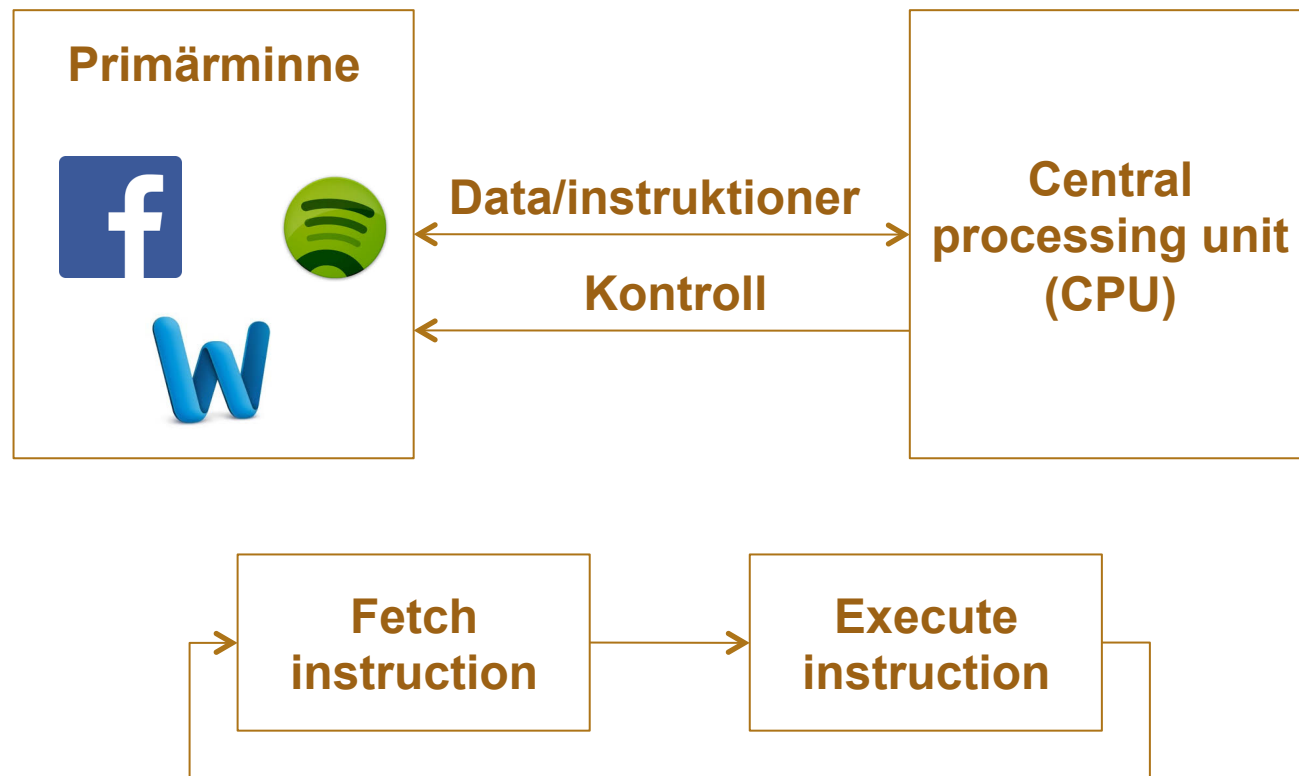 Primärminne
Data/instruktioner
Kontroll
Central
processing unit
(CPU)
Fetch
instruction
Execute
instruction